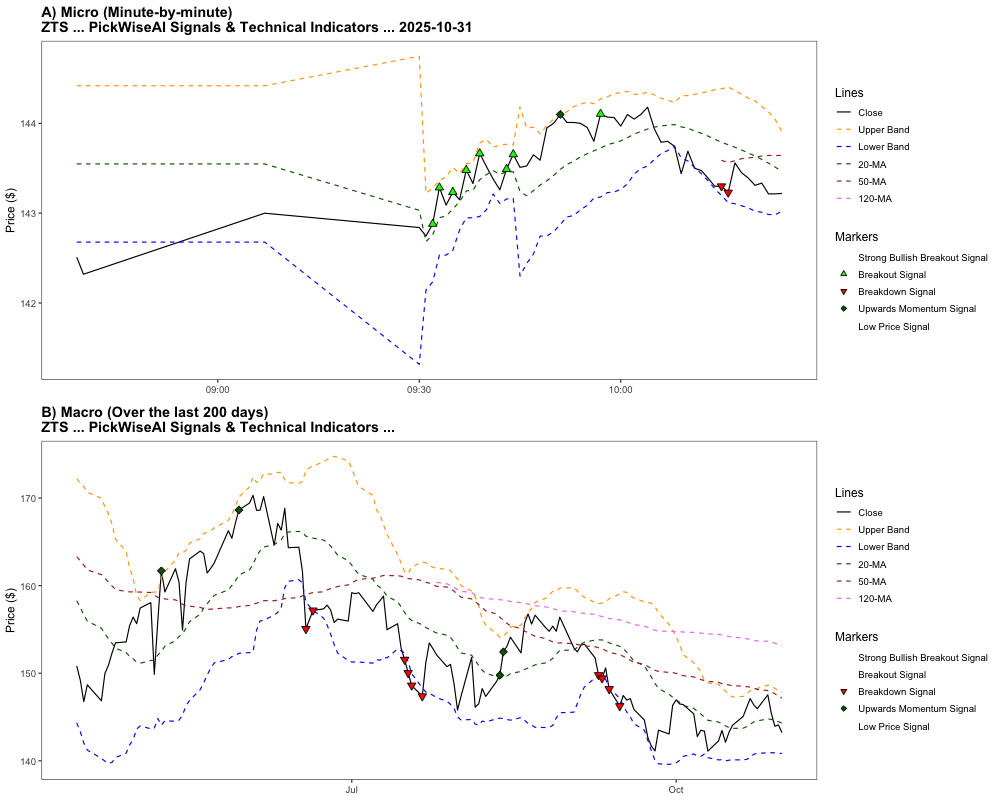 A) Micro (Minute-by-minute)
ZTS ... PickWiseAI Signals & Technical Indicators ... 2025-10-31
Price ($)
144
143
142
09:00
09:30
10:00
Lines
Close
Upper Band
Lower Band
20-MA
50-MA
120-MA
Markers
Strong Bullish Breakout Signal
Breakout Signal
Breakdown Signal
Upwards Momentum Signal
Low Price Signal
B) Macro (Over the last 200 days)
ZTS ... PickWiseAI Signals & Technical Indicators ...
Price ($)
170
160
150
140
Jul
Oct
Lines
Close
Upper Band
Lower Band
20-MA
50-MA
120-MA
Markers
Strong Bullish Breakout Signal
Breakout Signal
Breakdown Signal
Upwards Momentum Signal
Low Price Signal